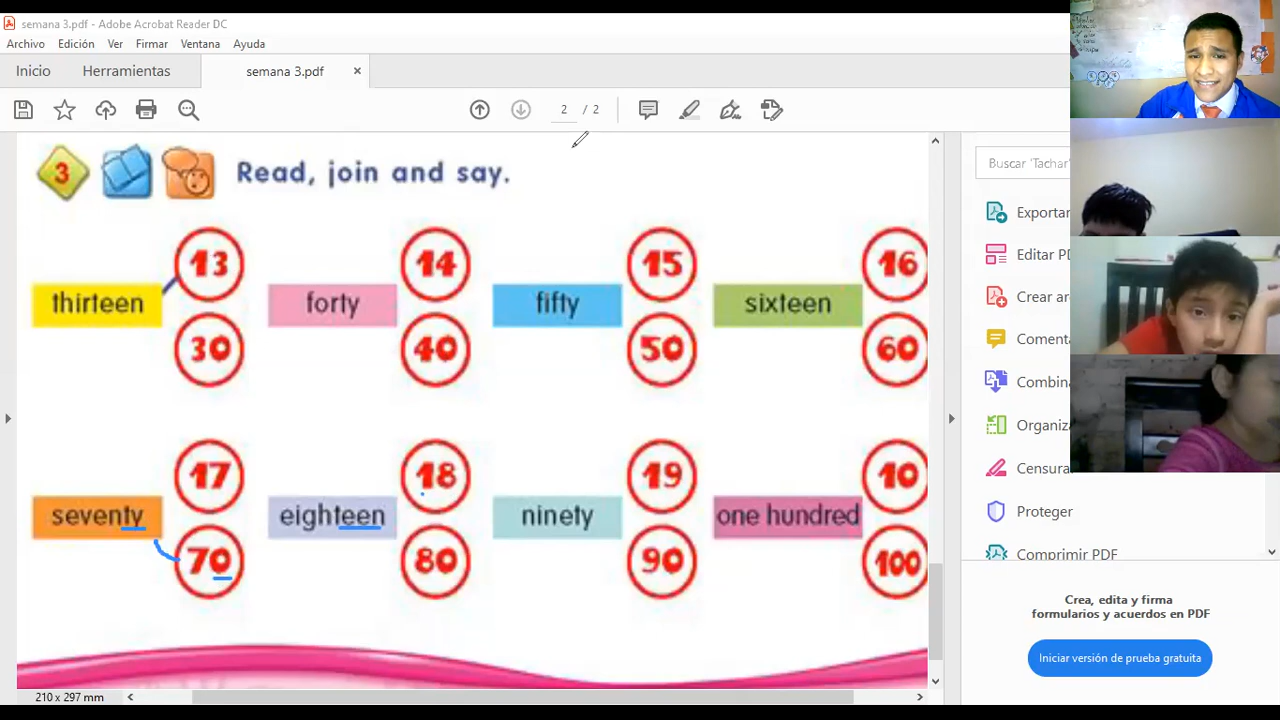 semana 3.pdf - Adobe Acrobat Reader DC
Archivo Edición Ver Firmar Ventana Ayuda
Inicio Herramientas semana 3.pdf ×
2 / 2
3 Read, join and say.
Buscar 'Tachar'
Exportar
Editar PD
Crear ar
Comenta
Combina
Organiza
Censura
Proteger
Comprimir PDF
13 14 15 16
thirteen forty fifty sixteen
30 40 50 60
17 18 19 10
seventy eighteen ninety one hundred
70 80 90 100
Crea, edita y firma
formularios y acuerdos en PDF
Iniciar versión de prueba gratuita
210 x 297 mm